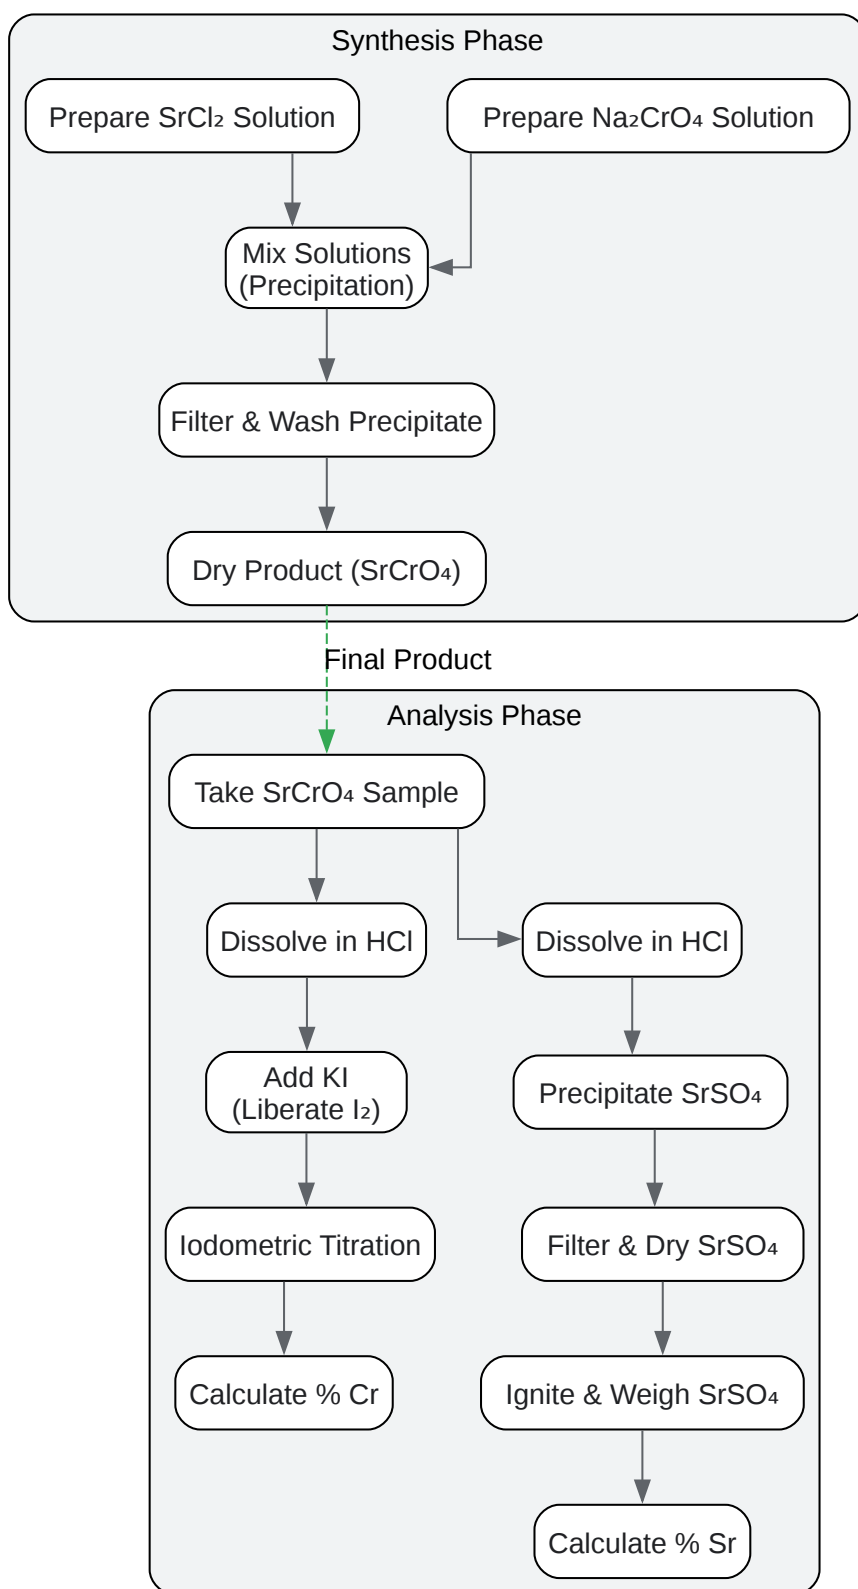 Synthesis Phase
Prepare SrCl₂ Solution
Prepare Na₂CrO₄ Solution
Mix Solutions
(Precipitation)
Filter & Wash Precipitate
Dry Product (SrCrO₄)
Final Product
Analysis Phase
Take SrCrO₄ Sample
Dissolve in HCl
Dissolve in HCl
Add KI
(Liberate I₂)
Precipitate SrSO₄
Iodometric Titration
Filter & Dry SrSO₄
Calculate % Cr
Ignite & Weigh SrSO₄
Calculate % Sr